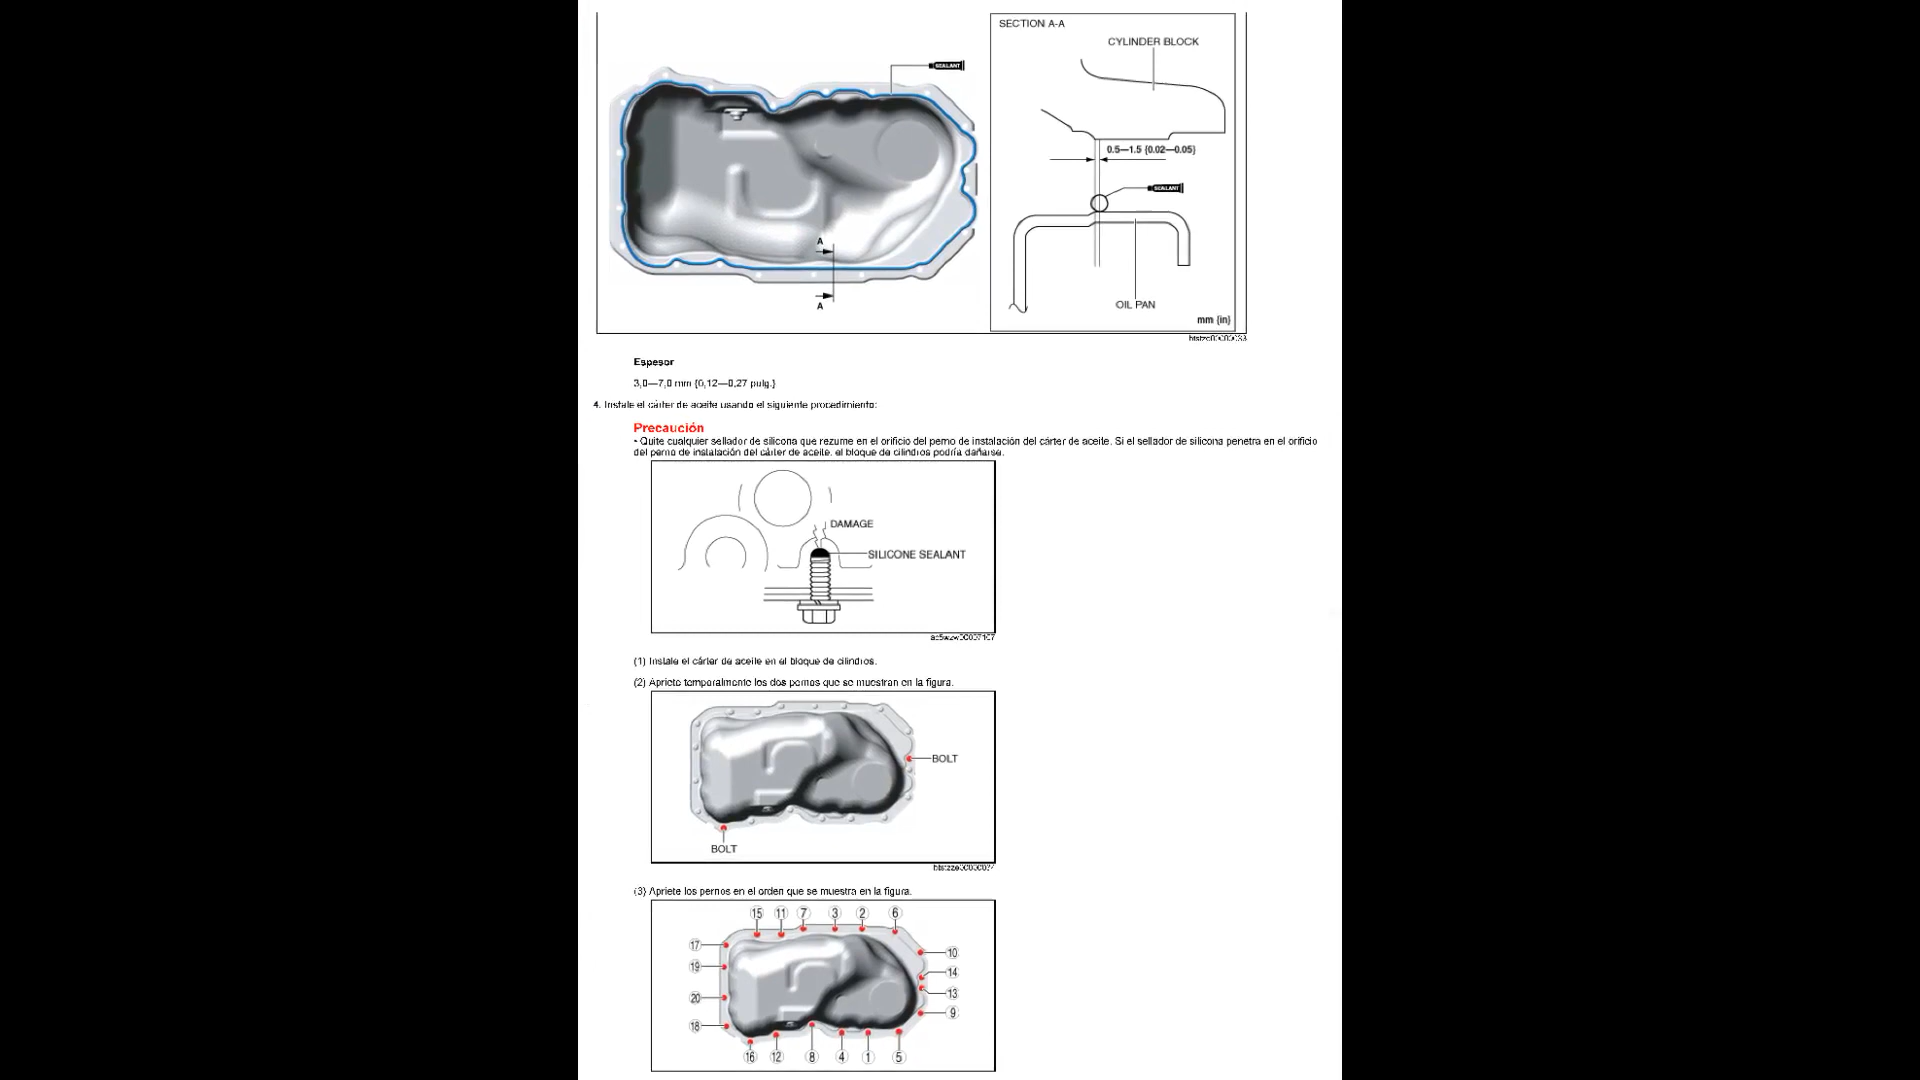 SECTION A-A
CYLINDER BLOCK
SEALANT
0.5—1.5 {0.02—0.05}
SEALANT
A
A
OIL PAN
mm {in}
Espesor
3,0—7,0 mm {0,12—0,27 pulg.}
4. Instale el cárter de aceite usando el siguiente procedimiento:
Precaución
• Quite cualquier sellador de silicona que rezume en el orificio del perno de instalación del cárter de aceite. Si el sellador de silicona penetra en el orificio
del perno de instalación del cárter de aceite, el bloque de cilindros podría dañarse.
DAMAGE
SILICONE SEALANT
(1) Instale el cárter de aceite en el bloque de cilindros.
(2) Apriete temporalmente los dos pernos que se muestran en la figura.
BOLT
BOLT
(3) Apriete los pernos en el orden que se muestra en la figura.
15 11 7 3 2 6
17
10
19
14
13
20
9
18
16 12 8 4 1 5